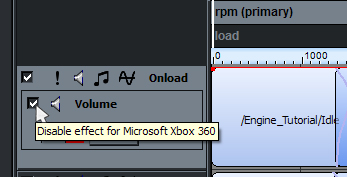 rpm (primary)
load
0 1000
Onload
Volume
/Engine_Tutorial/Idle
Disable effect for Microsoft Xbox 360